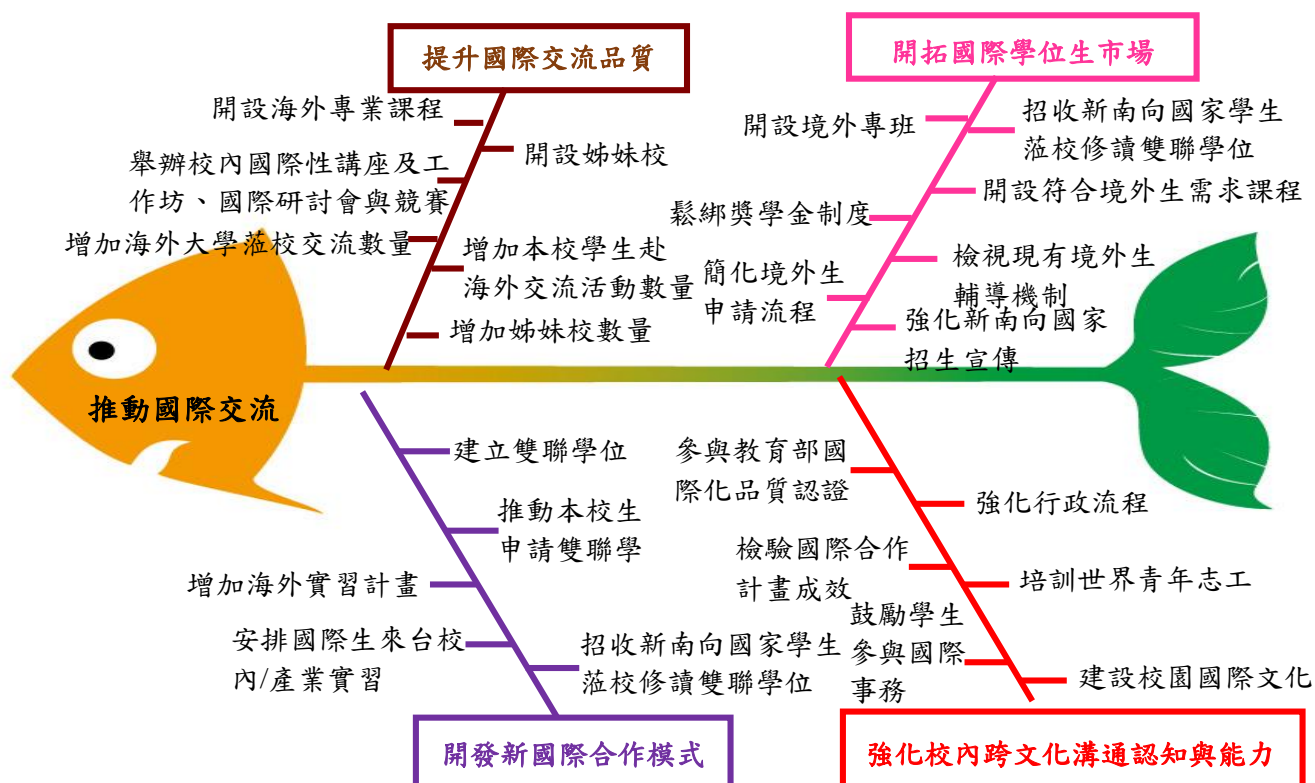 提升國際交流品質
開設海外專業課程
開設姊妹校
舉辦校內國際性講座及工
作坊、國際研討會與競賽
增加海外大學蒞校交流數量
增加本校學生赴
海外交流活動數量
增加姊妹校數量
開拓國際學位生市場
開設境外專班
招收新南向國家學生
蒞校修讀雙聯學位
開設符合境外生需求課程
鬆綁獎學金制度
檢視現有境外生
輔導機制
簡化境外生
申請流程
強化新南向國家
招生宣傳
推動國際交流
建立雙聯學位
推動本校生
申請雙聯學
增加海外實習計畫
安排國際生來台校
內/產業實習
招收新南向國家學生
蒞校修讀雙聯學位
開發新國際合作模式
參與教育部國
際化品質認證
強化行政流程
檢驗國際合作
計畫成效
培訓世界青年志工
鼓勵學生
參與國際
事務
建設校園國際文化
強化校內跨文化溝通認知與能力